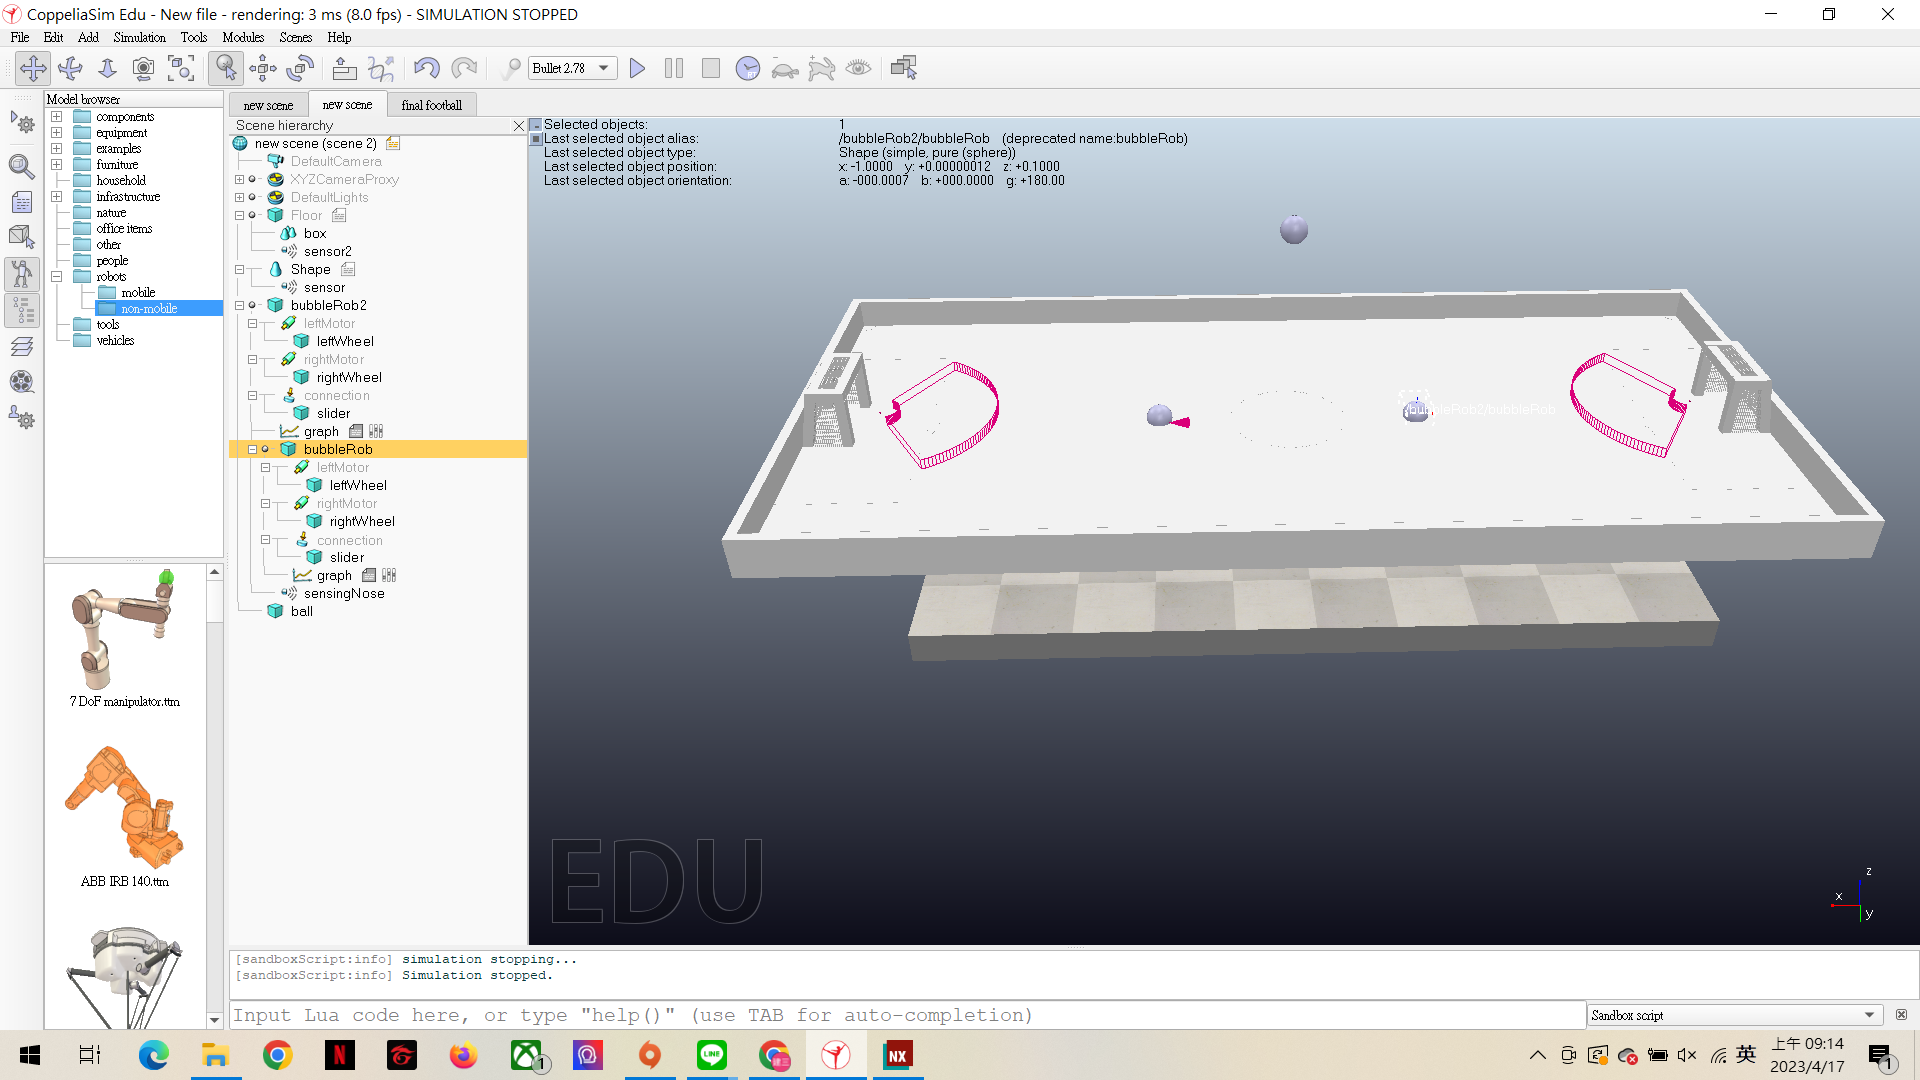 CoppeliaSim Edu - New file - rendering: 3 ms (8.0 fps) - SIMULATION STOPPED
File Edit Add Simulation Tools Modules Scenes Help
Bullet 2.78
RT
Model browser
components
equipment
examples
furniture
household
infrastructure
nature
office items
other
people
robots
mobile
non-mobile
tools
vehicles
7 DoF manipulator.ttm
ABB IRB 140.ttm
new scene
new scene
final football
Scene hierarchy
new scene (scene 2)
DefaultCamera
XYZCameraProxy
DefaultLights
Floor
box
sensor2
Shape
sensor
bubbleRob2
leftMotor
leftWheel
rightMotor
rightWheel
connection
slider
graph
bubbleRob
leftMotor
leftWheel
rightMotor
rightWheel
connection
slider
graph
sensingNose
ball
Selected objects: 1
Last selected object alias: /bubbleRob2/bubbleRob (deprecated name:bubbleRob)
Last selected object type: Shape (simple, pure (sphere))
Last selected object position: x: -1.0000 y: +0.00000012 z: +0.1000
Last selected object orientation: a: -000.0007 b: +000.0000 g: +180.00
/bubbleRob2/bubbleRob
EDU
z
x
y
[sandboxScript:info] simulation stopping...
[sandboxScript:info] Simulation stopped.
Input Lua code here, or type "help()" (use TAB for auto-completion)
Sandbox script
N
1
LINE
NX
英
上午 09:14
2023/4/17
1